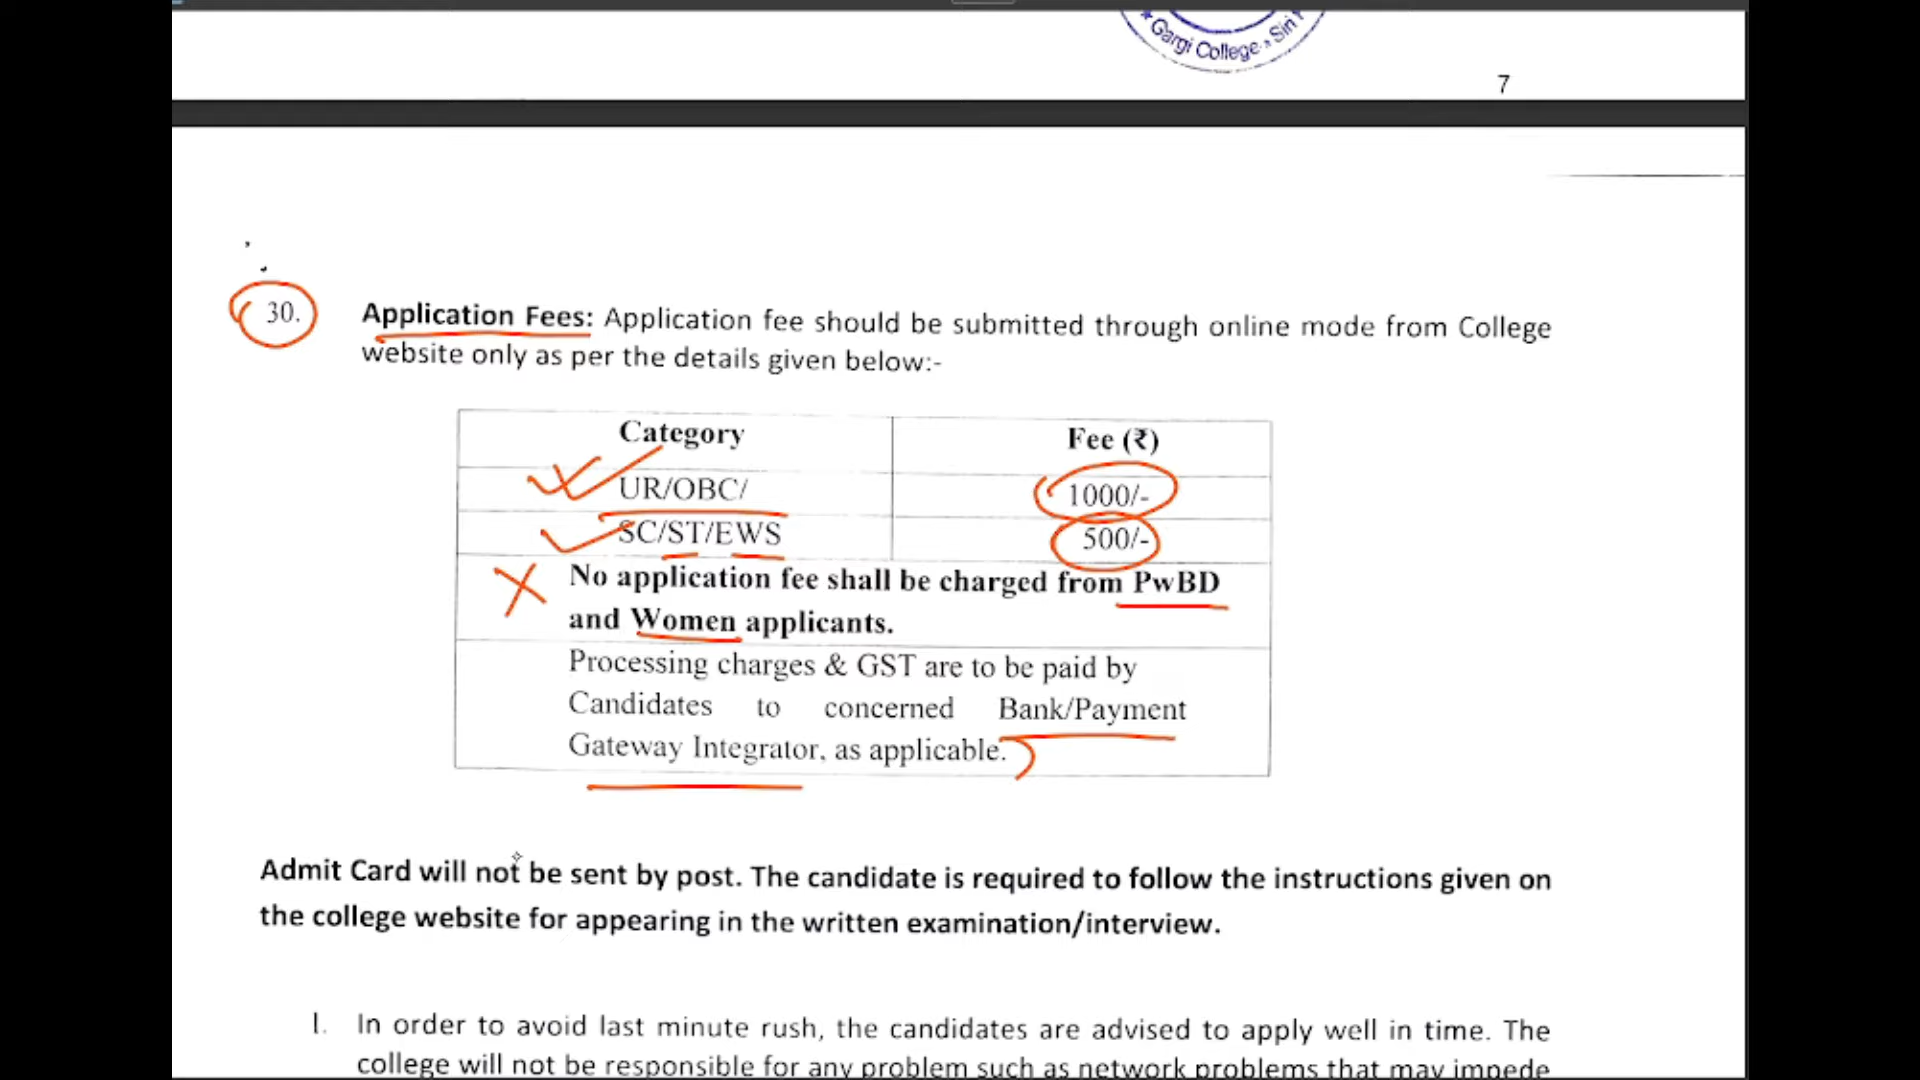 Gargi College
7
30. Application Fees: Application fee should be submitted through online mode from College
website only as per the details given below:-
Category Fee (₹)
UR/OBC/ 1000/-
SC/ST/EWS 500/-
No application fee shall be charged from PwBD
and Women applicants.
Processing charges & GST are to be paid by
Candidates to concerned Bank/Payment
Gateway Integrator, as applicable.
Admit Card will not be sent by post. The candidate is required to follow the instructions given on
the college website for appearing in the written examination/interview.
I. In order to avoid last minute rush, the candidates are advised to apply well in time. The
college will not be responsible for any problem such as network problems that may impede